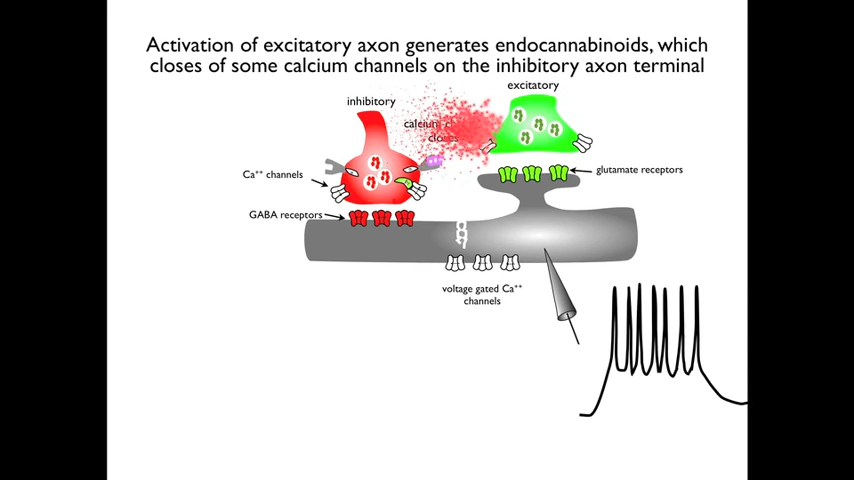 Activation of excitatory axon generates endocannabinoids, which
closes of some calcium channels on the inhibitory axon terminal
excitatory
inhibitory
calcium
Ca⁺⁺ channels
glutamate receptors
GABA receptors
voltage gated Ca⁺⁺
channels